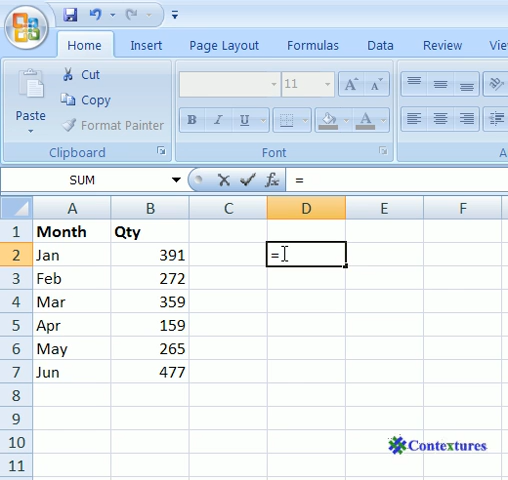 Home Insert Page Layout Formulas Data Review Vie
Paste
Cut
Copy
Format Painter
Clipboard
11 A A
B I U A
Font
A
SUM fx =
A B C D E F
1 Month Qty
2 Jan 391 =
3 Feb 272
4 Mar 359
5 Apr 159
6 May 265
7 Jun 477
8
9
10
11
Contextures